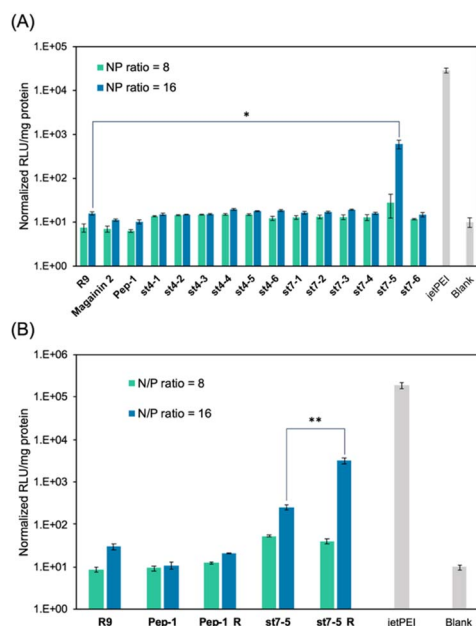 (A)
Normalized RLU/mg protein
1.E+05
1.E+04
1.E+03
1.E+02
1.E+01
1.E+00
NP ratio = 8
NP ratio = 16
*
R9
Magainin 2
Pep-1
st4-1
st4-2
st4-3
st4-4
st4-5
st4-6
st7-1
st7-2
st7-3
st7-4
st7-5
st7-6
jetPEI
Blank
(B)
Normalized RLU/mg protein
1.E+06
1.E+05
1.E+04
1.E+03
1.E+02
1.E+01
1.E+00
N/P ratio = 8
N/P ratio = 16
**
R9
Pep-1
Pep-1_R
st7-5
st7-5_R
jetPEI
Blank